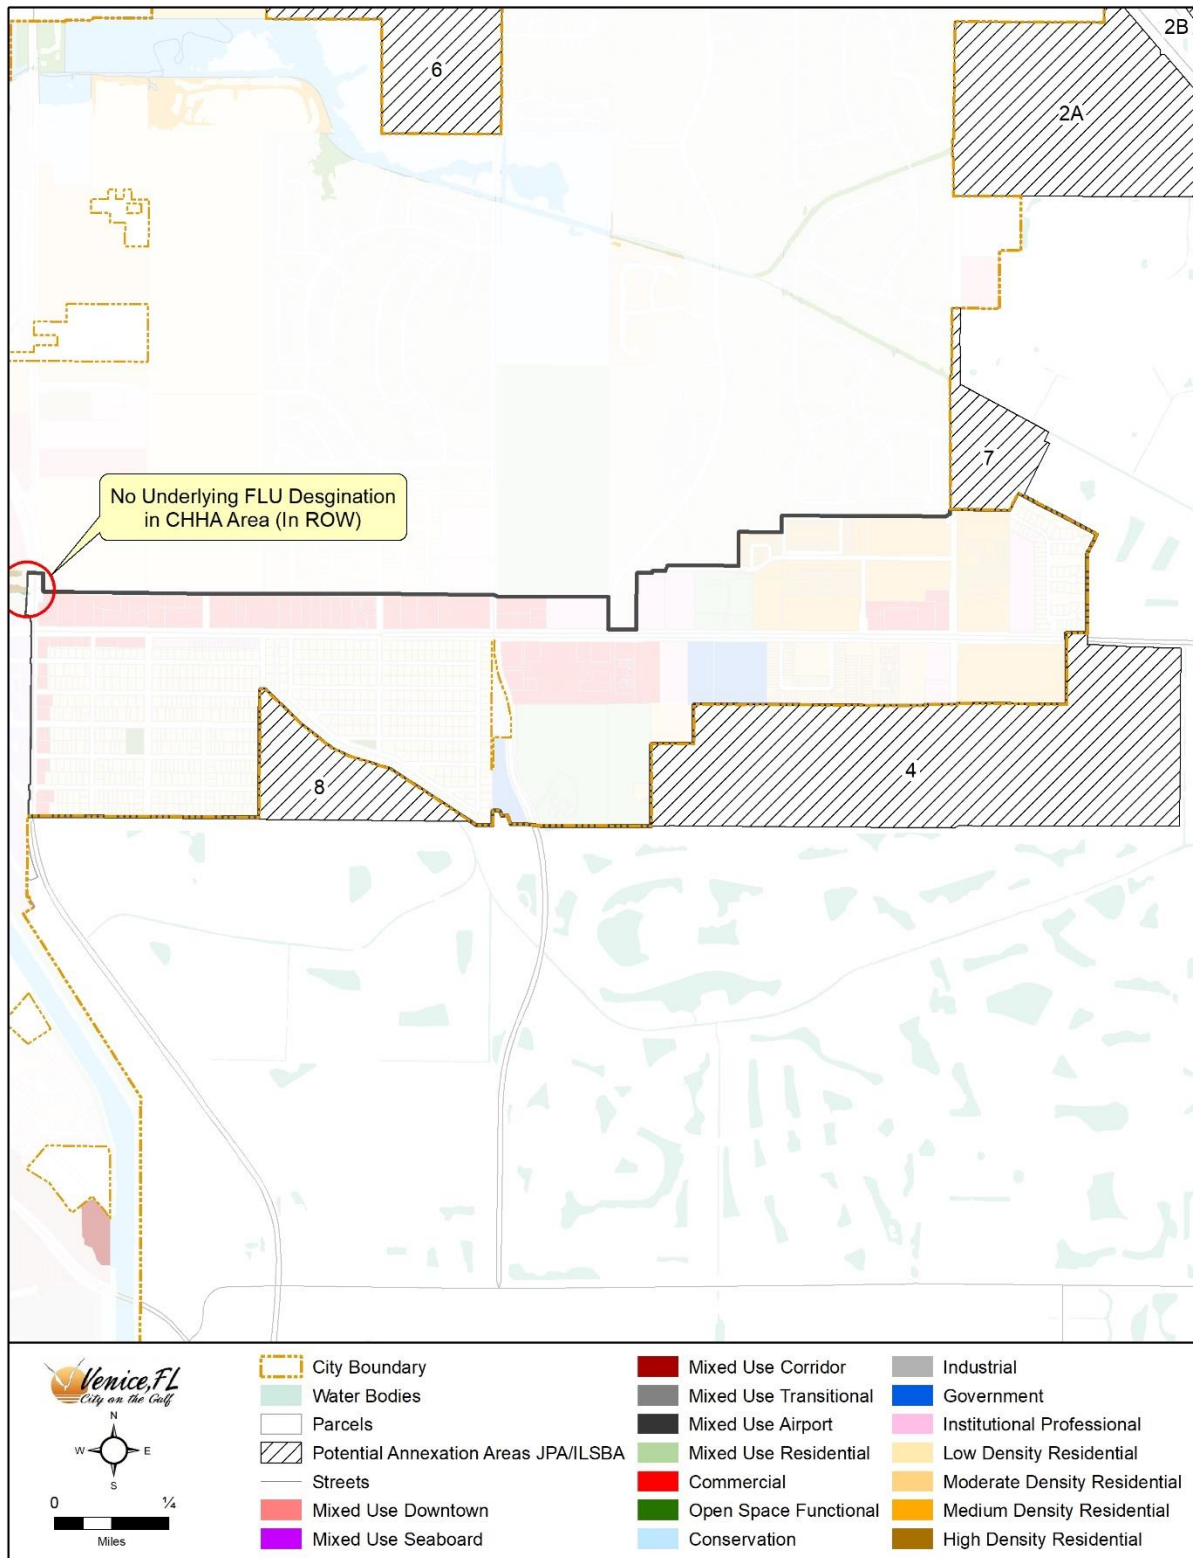 2B
6
2A
7
No Underlying FLU Desgination
in CHHA Area (In ROW)
8
4
Venice, FL
City on the Gulf
N
W E
S
0 ¼
Miles
City Boundary
Water Bodies
Parcels
Potential Annexation Areas JPA/ILSBA
Streets
Mixed Use Downtown
Mixed Use Seaboard
Mixed Use Corridor
Mixed Use Transitional
Mixed Use Airport
Mixed Use Residential
Commercial
Open Space Functional
Conservation
Industrial
Government
Institutional Professional
Low Density Residential
Moderate Density Residential
Medium Density Residential
High Density Residential